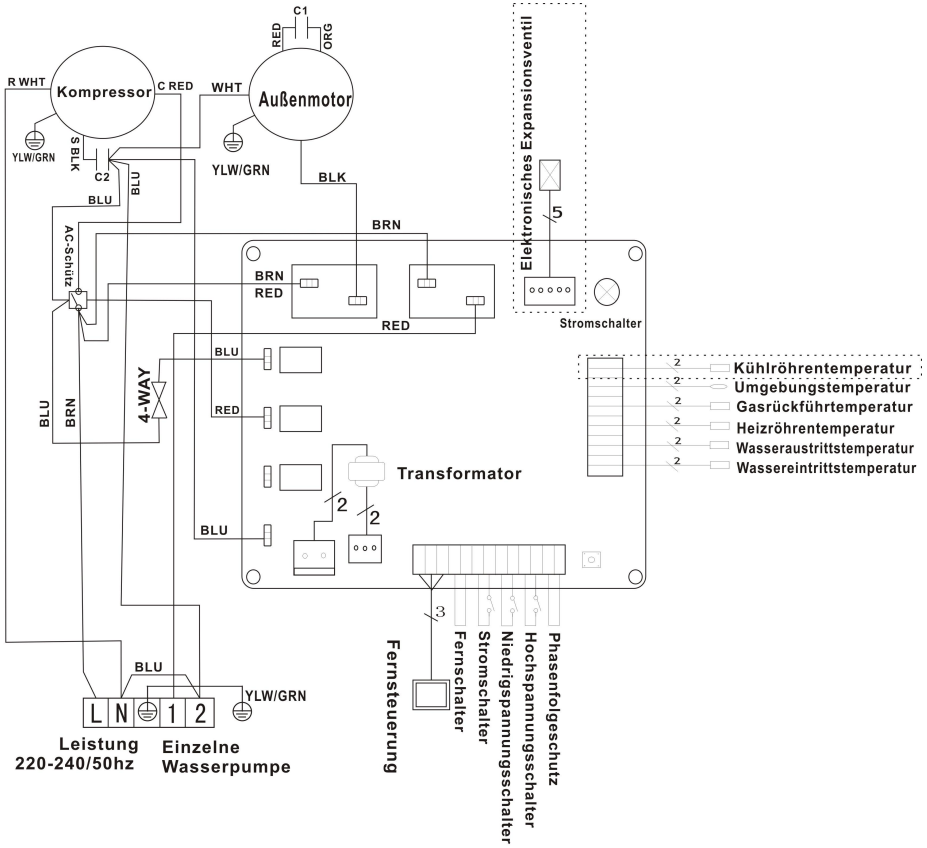 C1
RED
ORG
R WHT
Kompressor
C RED
WHT
Außenmotor
YLW/GRN
S BLK
C2
BLU
BLU
YLW/GRN
BLK
Elektronisches Expansionsventil
5
AC-Schütz
BRN
BRN
RED
RED
Stromschalter
BLU
4-WAY
RED
BLU
BRN
BLU
Transformator
2
2
2
Kühlröhrentemperatur
2
Umgebungstemperatur
2
Gasrückführtemperatur
2
Heizröhrentemperatur
2
Wasseraustrittstemperatur
2
Wassereintrittstemperatur
3
Fernsteuerung
Fernschalter
Stromschalter
Niedrigspannungsschalter
Hochspannungsschalter
Phasenfolgeschutz
BLU
YLW/GRN
L N 1 2
Leistung
220-240/50hz
Einzelne
Wasserpumpe